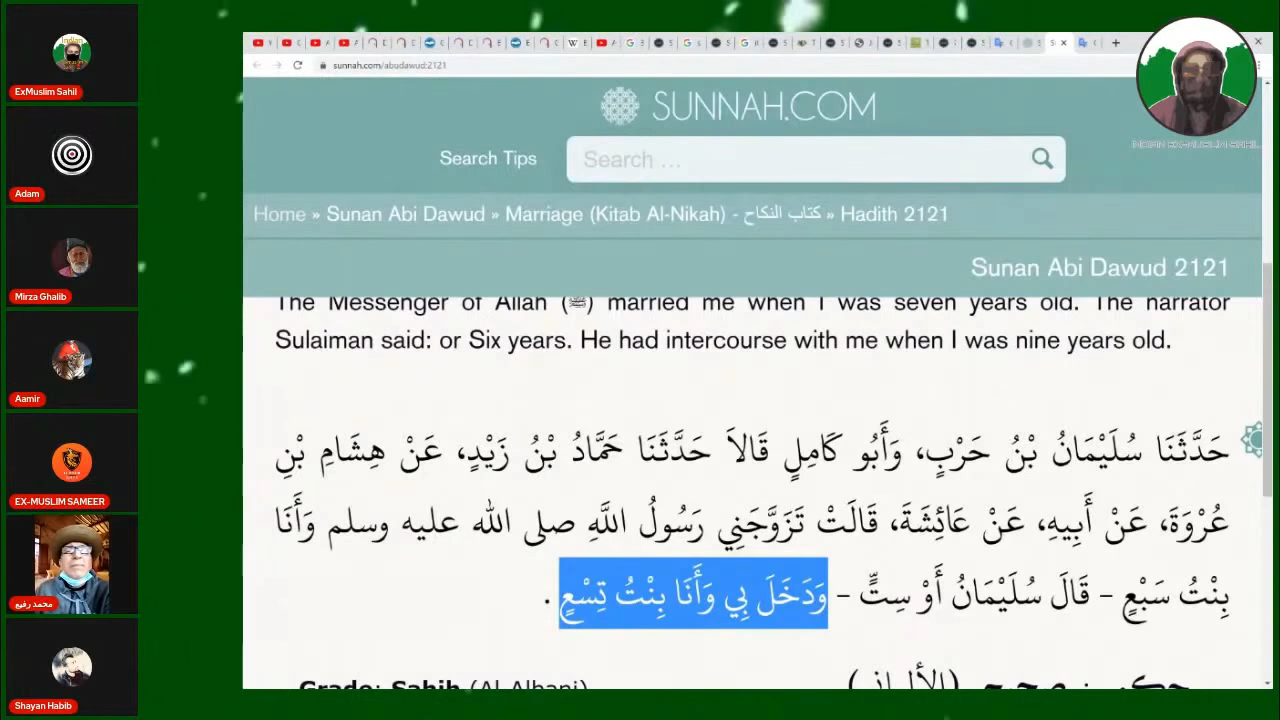 ExMuslim Sahil
Adam
Mirza Ghalib
Aamir
EX-MUSLIM SAMEER
محمد رفيع
Shayan Habib
sunnah.com/abudawud:2121
SUNNAH.COM
Search Tips
Search ...
Home » Sunan Abi Dawud » Marriage (Kitab Al-Nikah) - كتاب النكاح » Hadith 2121
Sunan Abi Dawud 2121
The Messenger of Allah (ﷺ) married me when I was seven years old. The narrator
Sulaiman said: or Six years. He had intercourse with me when I was nine years old.
حَدَّثَنَا سُلَيْمَانُ بْنُ حَرْبٍ، وَأَبُو كَامِلٍ قَالاَ حَدَّثَنَا حَمَّادُ بْنُ زَيْدٍ، عَنْ هِشَامِ بْنِ
عُرْوَةَ، عَنْ أَبِيهِ، عَنْ عَائِشَةَ، قَالَتْ تَزَوَّجَنِي رَسُولُ اللَّهِ صلى الله عليه وسلم وَأَنَا
بِنْتُ سَبْعٍ - قَالَ سُلَيْمَانُ أَوْ سِتٍّ - وَدَخَلَ بِي وَأَنَا بِنْتُ تِسْعٍ .
Grade: Sahih (Al-Albani)
حكم: صحيح (الألباني)